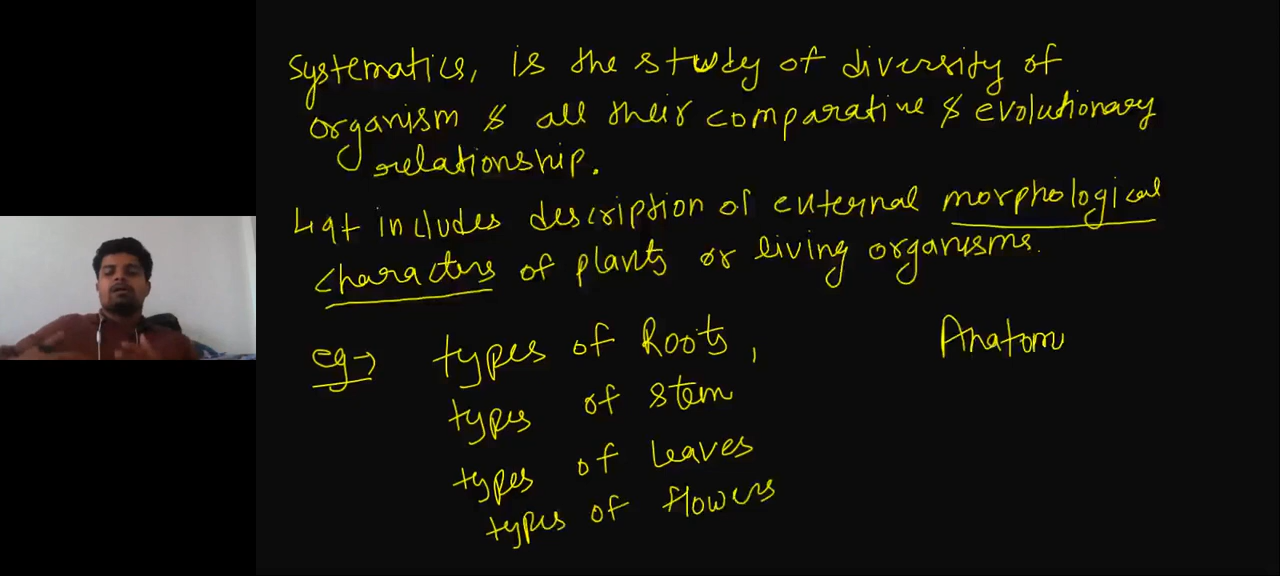 Systematics, is the study of diversity of
organism & all their comparative & evolutionary
relationship.
↳ It includes description of external morphological
characters of plants or living organisms.
eg→ types of Roots,
Anatom
types of stem
types of leaves
types of flowers